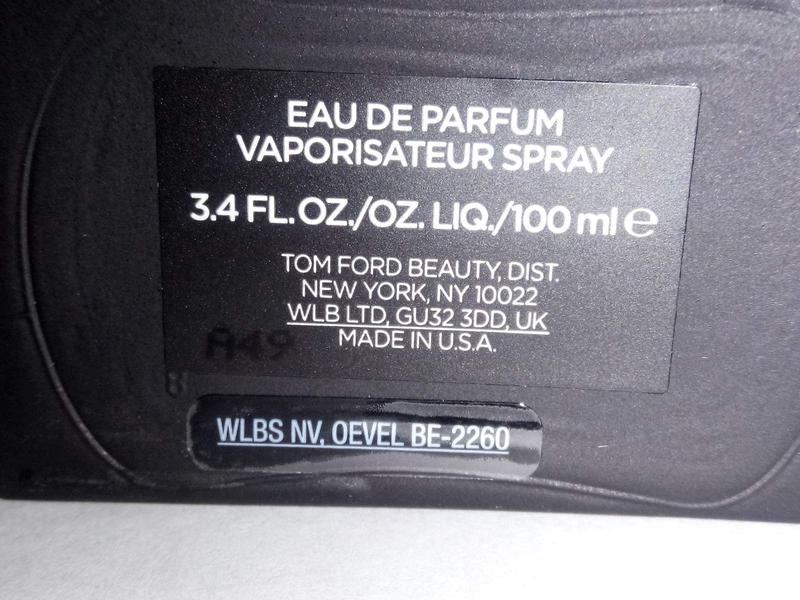 EAU DE PARFUM
VAPORISATEUR SPRAY
3.4 FL. OZ./OZ. LIQ./100 ml ℮
TOM FORD BEAUTY, DIST.
NEW YORK, NY 10022
WLB LTD, GU32 3DD, UK
MADE IN U.S.A.
A49
WLBS NV, OEVEL BE-2260